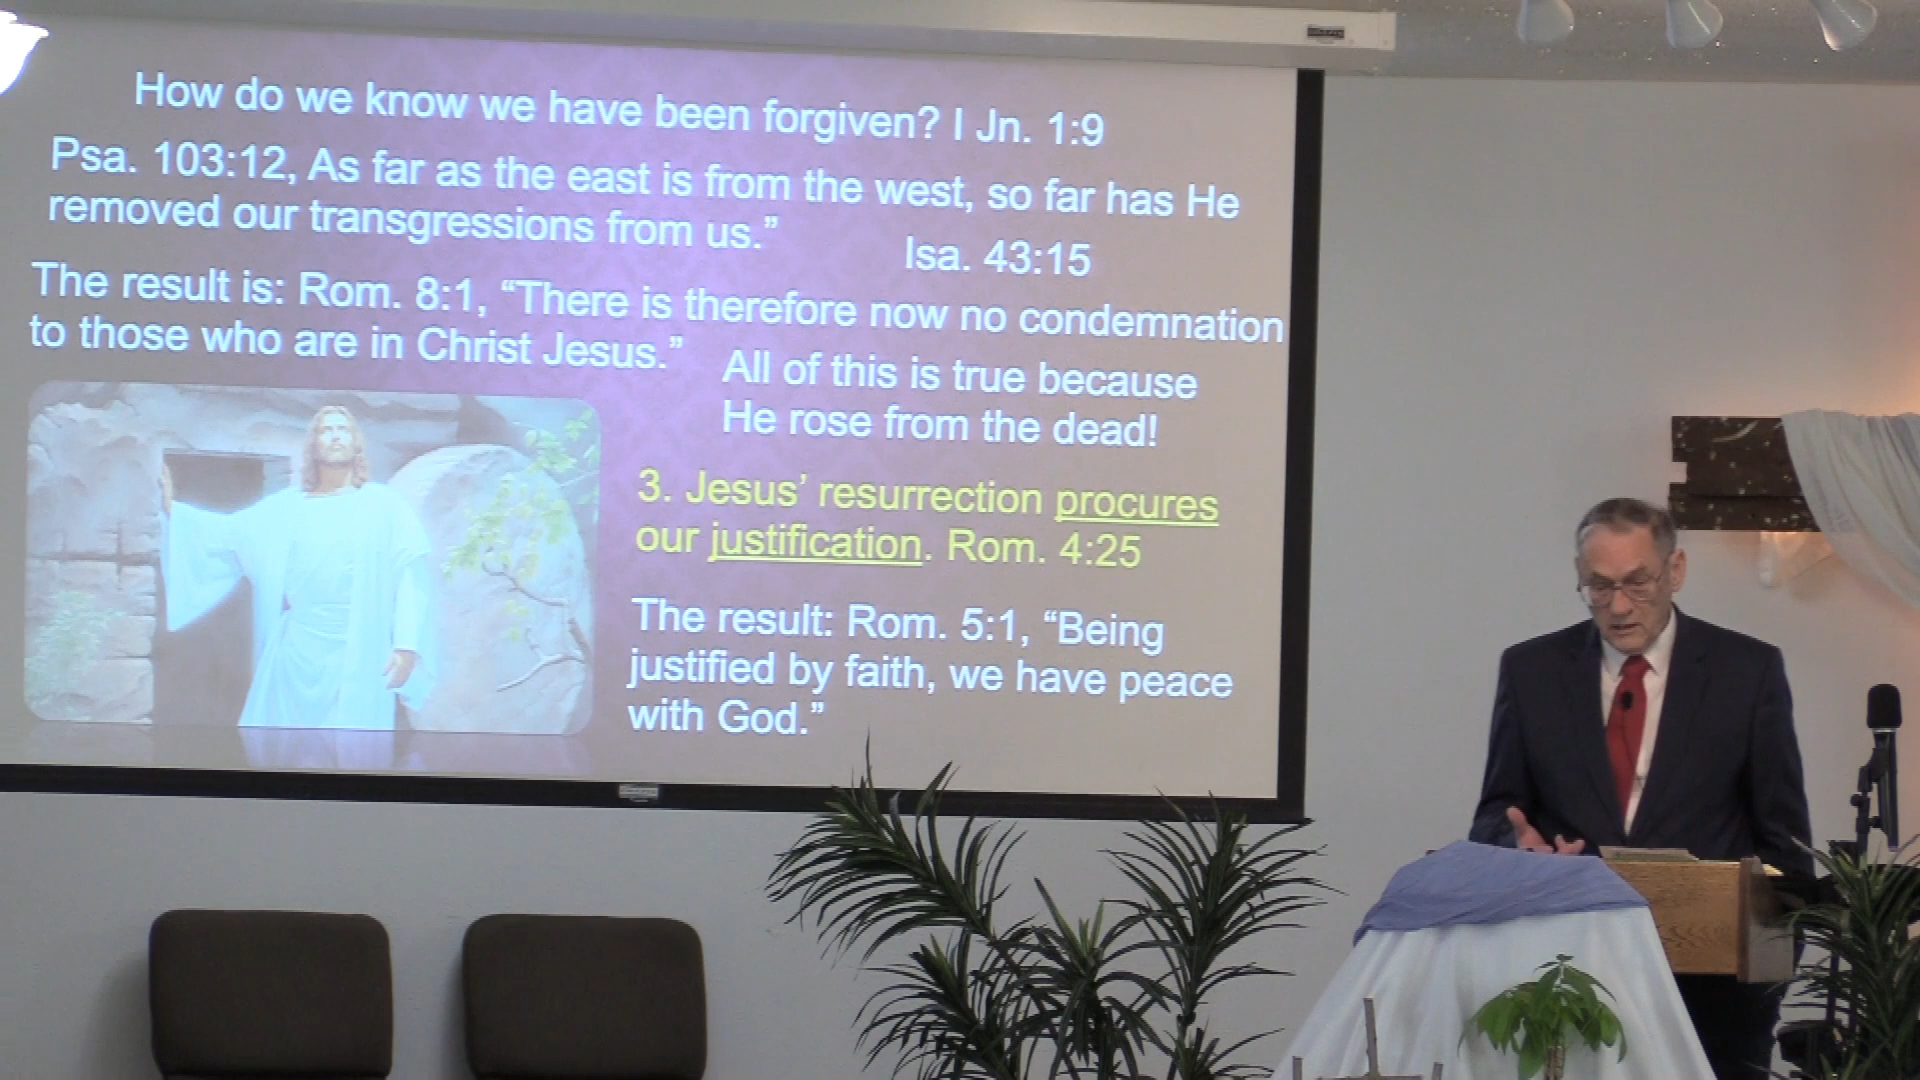 How do we know we have been forgiven? I Jn. 1:9
Psa. 103:12, As far as the east is from the west, so far has He
removed our transgressions from us.”
Isa. 43:15
The result is: Rom. 8:1, “There is therefore now no condemnation
to those who are in Christ Jesus.”
All of this is true because
He rose from the dead!
3. Jesus’ resurrection procures
our justification. Rom. 4:25
The result: Rom. 5:1, “Being
justified by faith, we have peace
with God.”